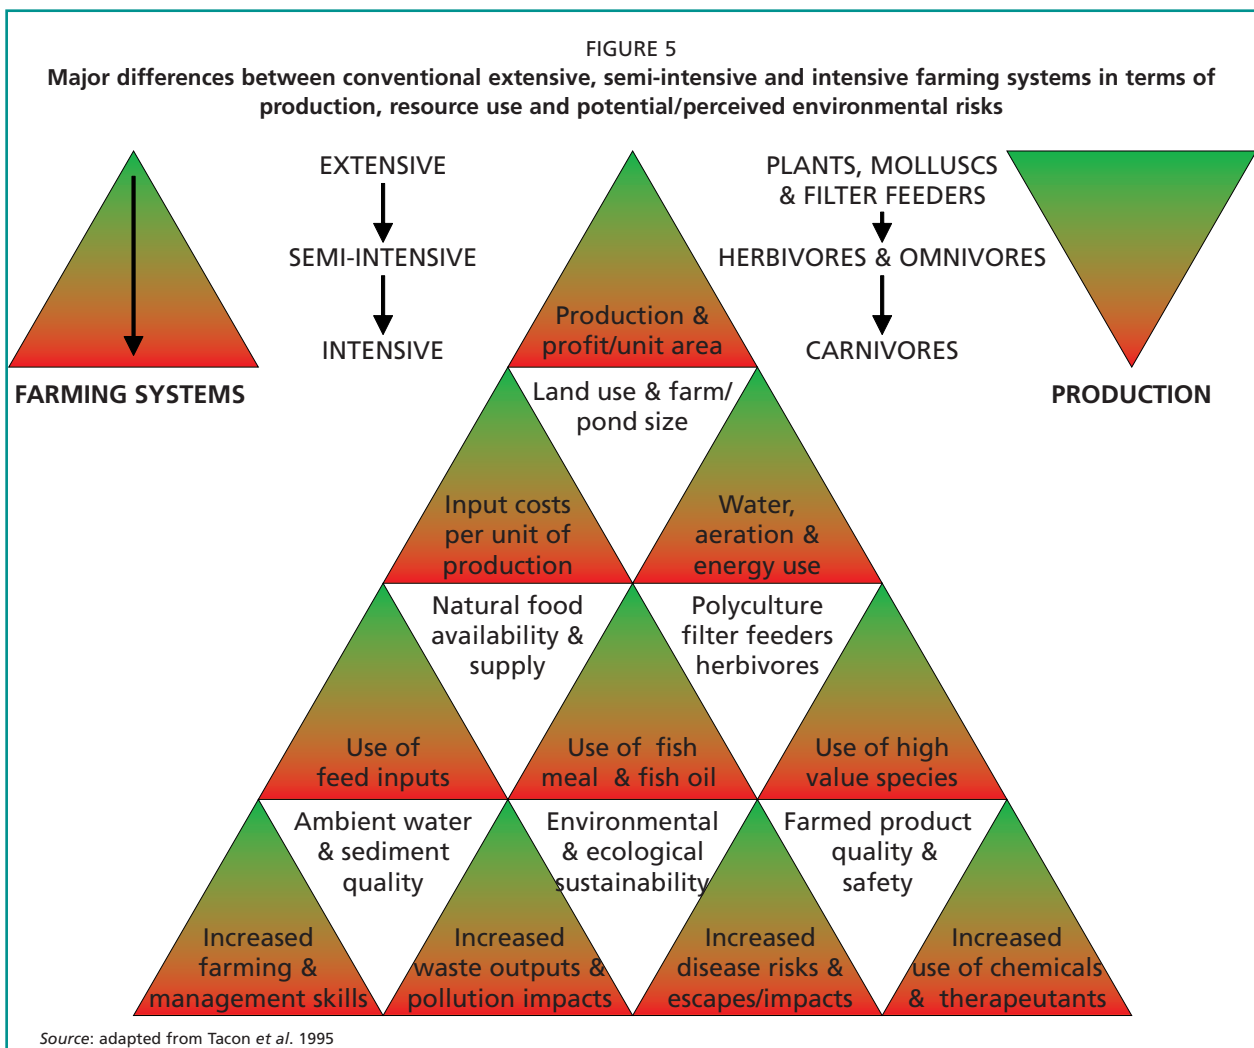 FIGURE 5
Major differences between conventional extensive, semi-intensive and intensive farming systems in terms of
production, resource use and potential/perceived environmental risks
EXTENSIVE
SEMI-INTENSIVE
INTENSIVE
FARMING SYSTEMS
PLANTS, MOLLUSCS
& FILTER FEEDERS
HERBIVORES & OMNIVORES
CARNIVORES
PRODUCTION
Production &
profit/unit area
Land use & farm/
pond size
Input costs
per unit of
production
Water,
aeration &
energy use
Natural food
availability &
supply
Polyculture
filter feeders
herbivores
Use of
feed inputs
Use of fish
meal & fish oil
Use of high
value species
Ambient water
& sediment
quality
Environmental
& ecological
sustainability
Farmed product
quality &
safety
Increased
farming &
management skills
Increased
waste outputs &
pollution impacts
Increased
disease risks &
escapes/impacts
Increased
use of chemicals
& therapeutants
Source: adapted from Tacon et al. 1995